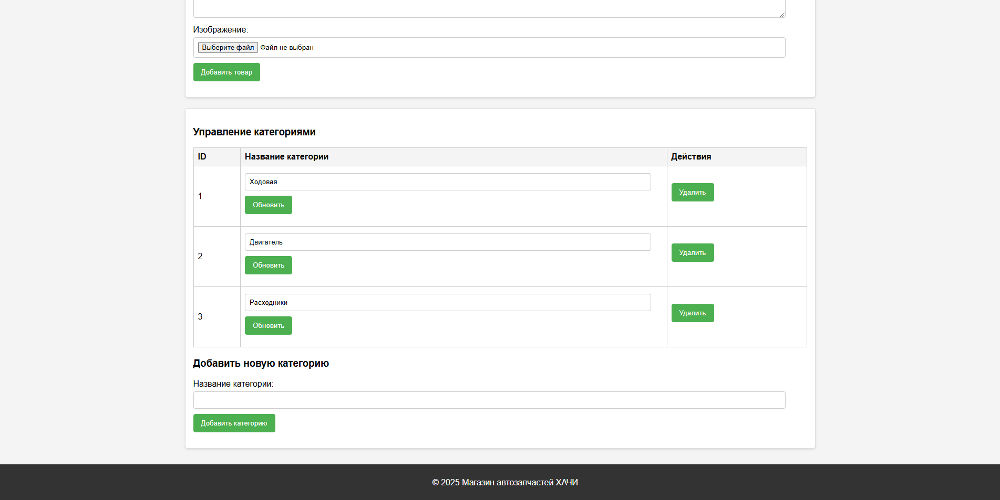 Изображение:
Выберите файл Файл не выбран
Добавить товар
Управление категориями
ID Название категории Действия
1 Ходовая Удалить
Обновить
2 Двигатель Удалить
Обновить
3 Расходники Удалить
Обновить
Добавить новую категорию
Название категории:
Добавить категорию
© 2025 Магазин автозапчастей ХАЧИ